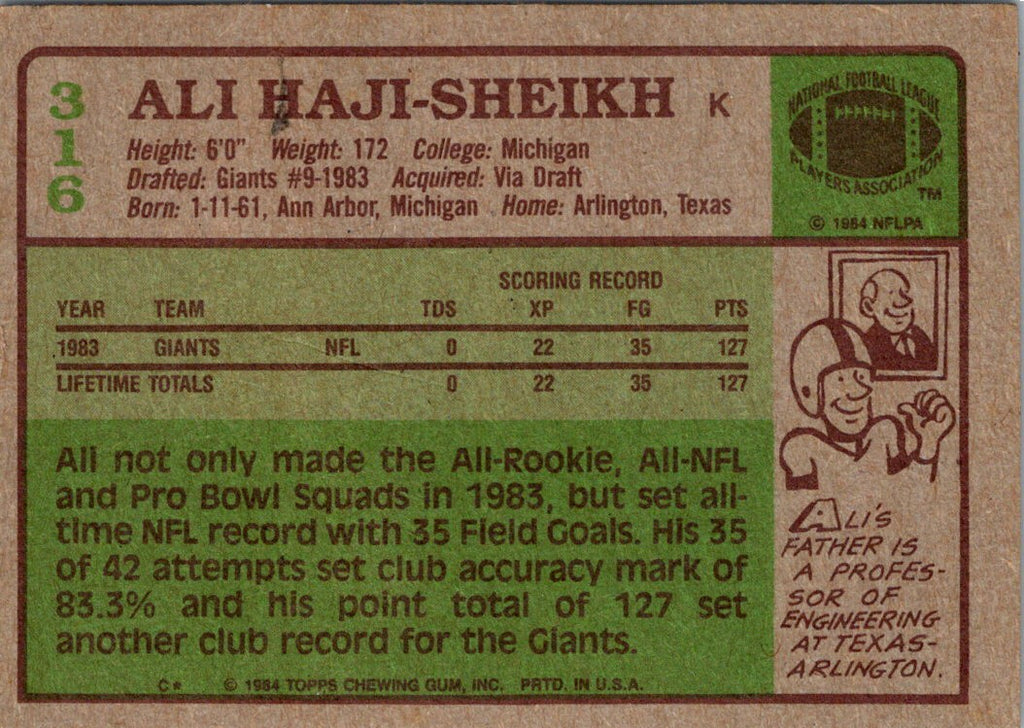 316
ALI HAJI-SHEIKH K
Height: 6'0" Weight: 172 College: Michigan
Drafted: Giants #9-1983 Acquired: Via Draft
Born: 1-11-61, Ann Arbor, Michigan Home: Arlington, Texas
NATIONAL FOOTBALL LEAGUE
PLAYERS ASSOCIATION
TM
© 1984 NFLPA
SCORING RECORD
YEAR TEAM TDS XP FG PTS
1983 GIANTS NFL 0 22 35 127
LIFETIME TOTALS 0 22 35 127
Ali not only made the All-Rookie, All-NFL
and Pro Bowl Squads in 1983, but set all-
time NFL record with 35 Field Goals. His 35
of 42 attempts set club accuracy mark of
83.3% and his point total of 127 set
another club record for the Giants.
ALI'S
FATHER IS
A PROFES-
SOR OF
ENGINEERING
AT TEXAS-
ARLINGTON.
C* © 1984 TOPPS CHEWING GUM, INC. PRTD. IN U.S.A.